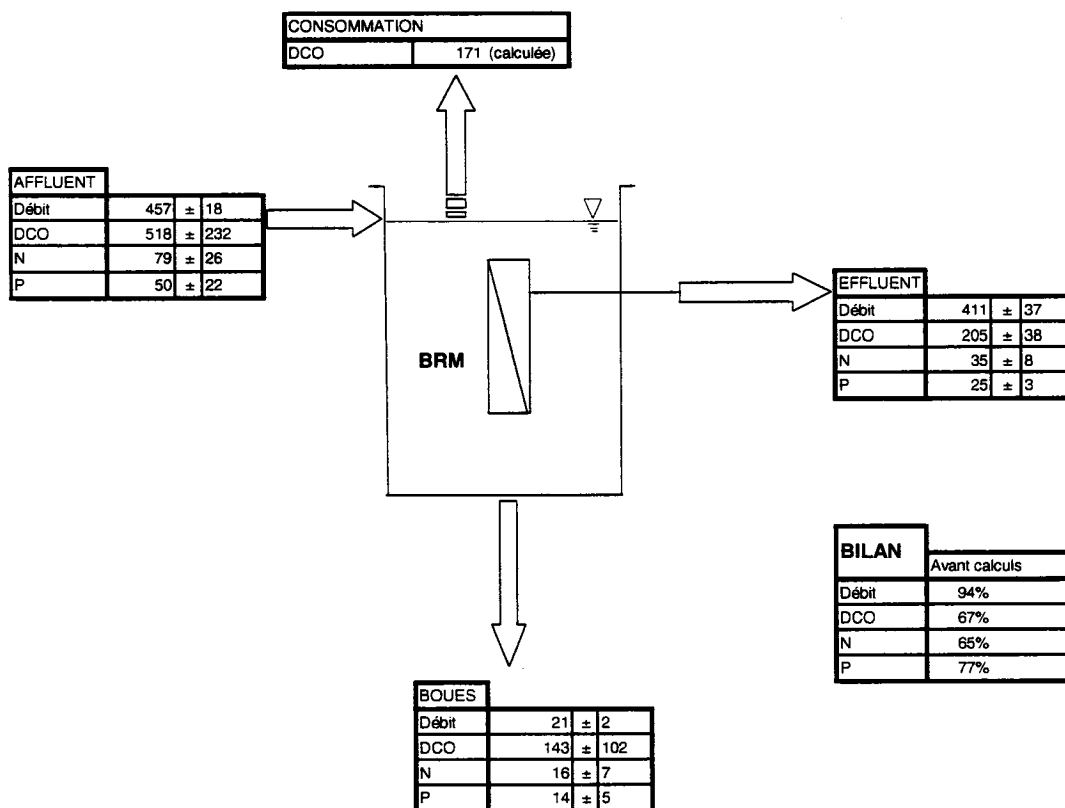 CONSOMMATION
DCO 171 (calculée)
AFFLUENT
Débit 457 ± 18
DCO 518 ± 232
N 79 ± 26
P 50 ± 22
BRM
EFFLUENT
Débit 411 ± 37
DCO 205 ± 38
N 35 ± 8
P 25 ± 3
BILAN
Avant calculs
Débit 94%
DCO 67%
N 65%
P 77%
BOUES
Débit 21 ± 2
DCO 143 ± 102
N 16 ± 7
P 14 ± 5